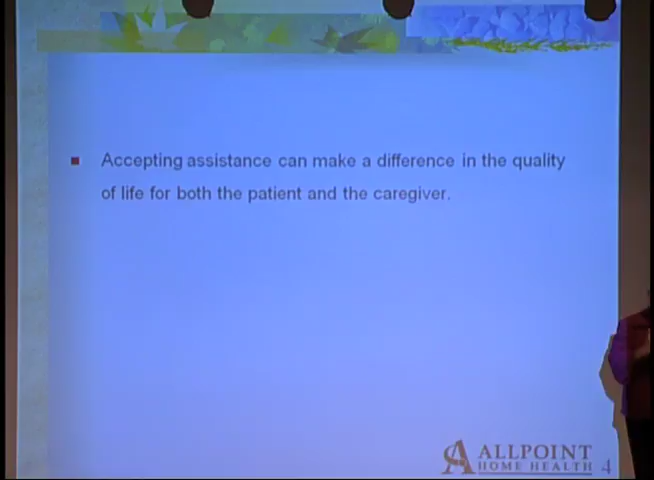 Accepting assistance can make a difference in the quality
of life for both the patient and the caregiver.
ALLPOINT
HOME HEALTH 4